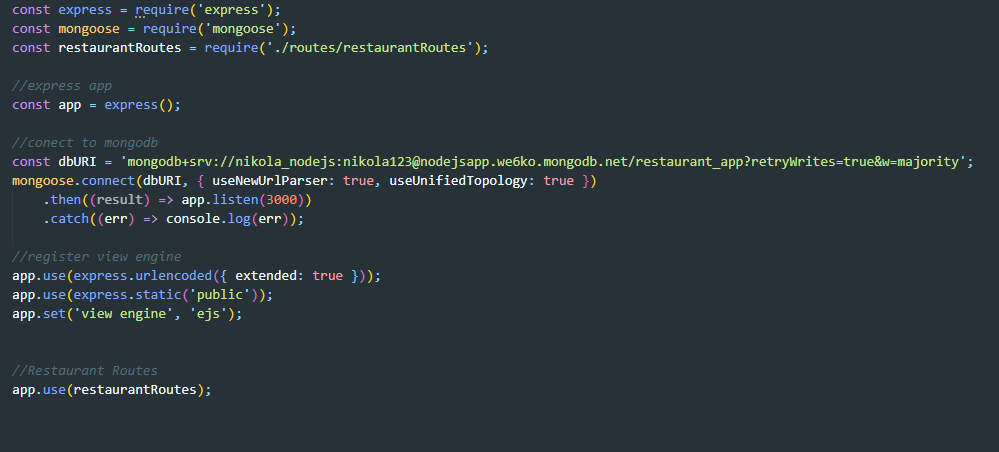 const express = require('express');
const mongoose = require('mongoose');
const restaurantRoutes = require('./routes/restaurantRoutes');
//express app
const app = express();
//conect to mongodb
const dbURI = 'mongodb+srv://nikola_nodejs:nikola123@nodejsapp.we6ko.mongodb.net/restaurant_app?retryWrites=true&w=majority';
mongoose.connect(dbURI, { useNewUrlParser: true, useUnifiedTopology: true })
.then((result) => app.listen(3000))
.catch((err) => console.log(err));
//register view engine
app.use(express.urlencoded({ extended: true }));
app.use(express.static('public'));
app.set('view engine', 'ejs');
//Restaurant Routes
app.use(restaurantRoutes);